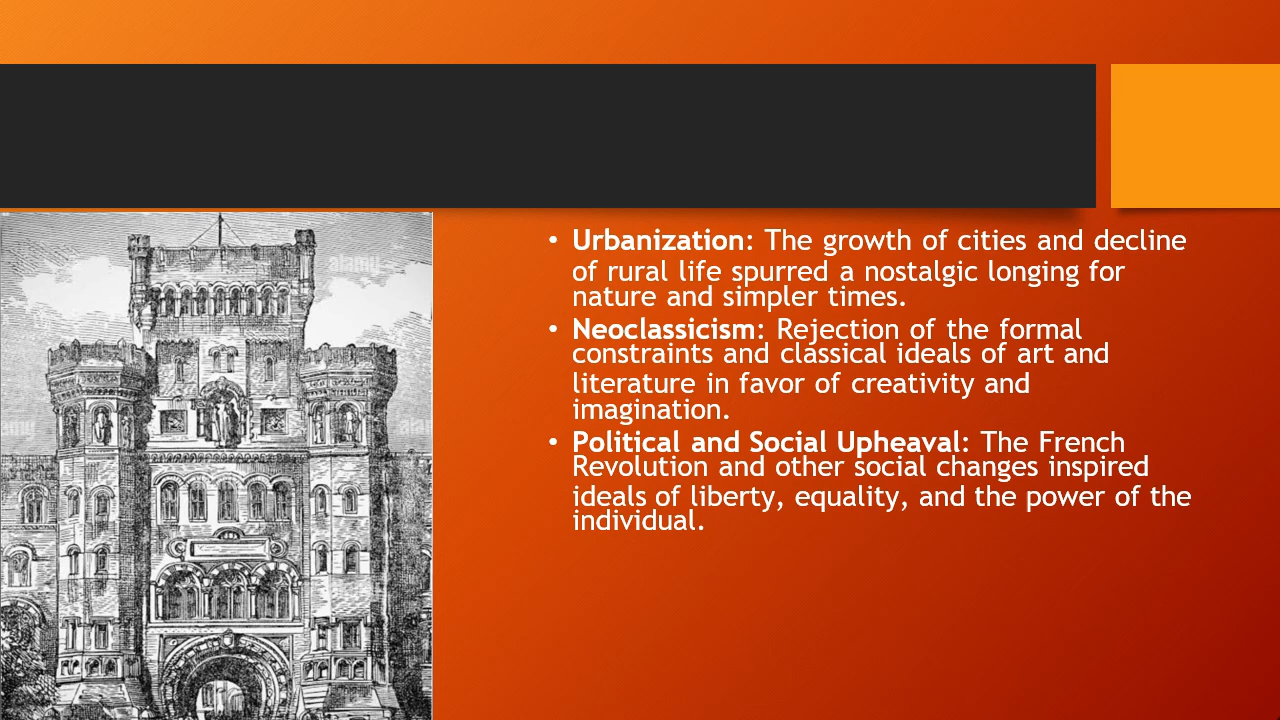 • Urbanization: The growth of cities and decline
of rural life spurred a nostalgic longing for
nature and simpler times.
• Neoclassicism: Rejection of the formal
constraints and classical ideals of art and
literature in favor of creativity and
imagination.
• Political and Social Upheaval: The French
Revolution and other social changes inspired
ideals of liberty, equality, and the power of the
individual.
alamy